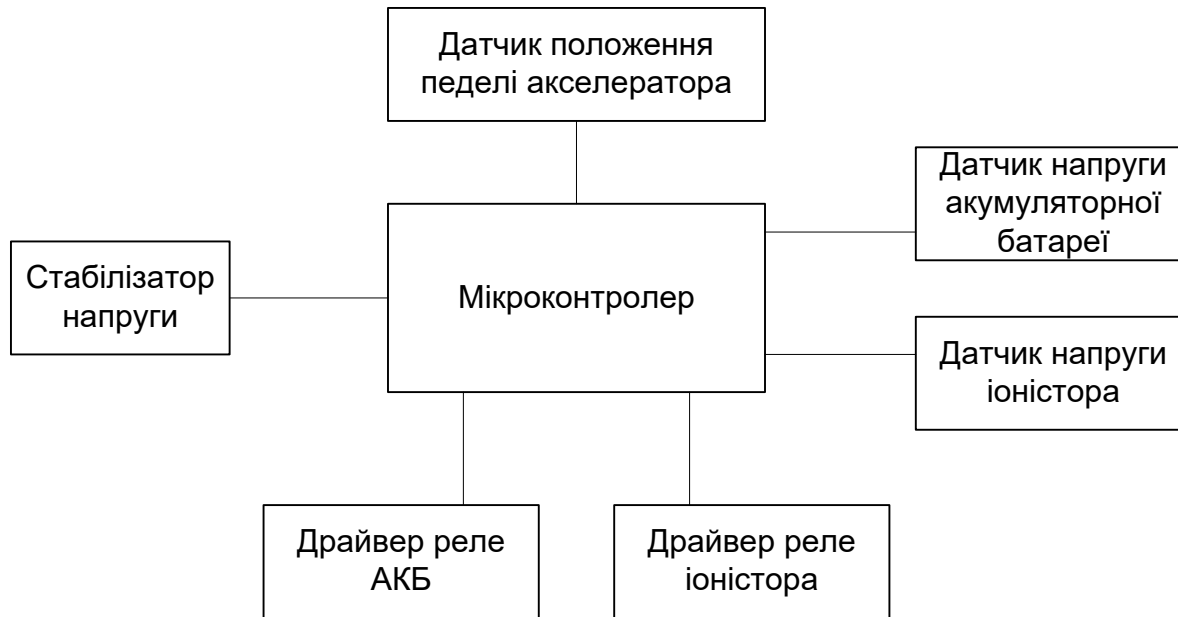 Датчик положення
педелі акселератора
Датчик напруги
акумуляторної
батареї
Стабілізатор
напруги
Мікроконтролер
Датчик напруги
іоністора
Драйвер реле
АКБ
Драйвер реле
іоністора